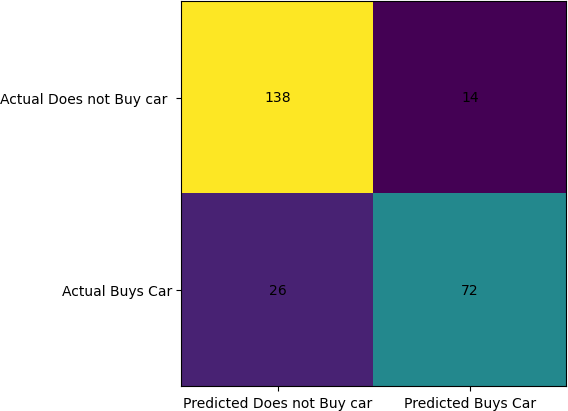 Actual Does not Buy car
138
14
Actual Buys Car
26
72
Predicted Does not Buy car
Predicted Buys Car